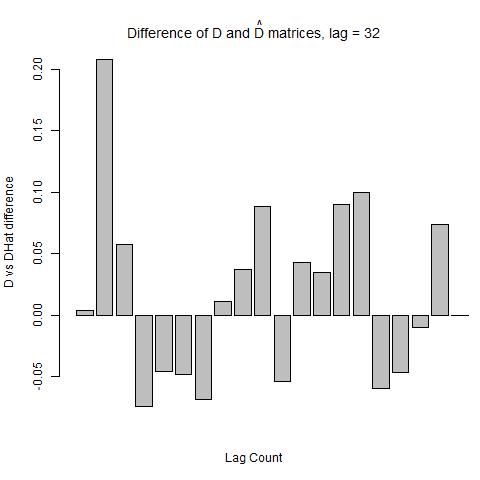 Difference of D and D̂ matrices, lag = 32
0.20
0.15
0.10
0.05
0.00
-0.05
D vs DHat difference
Lag Count